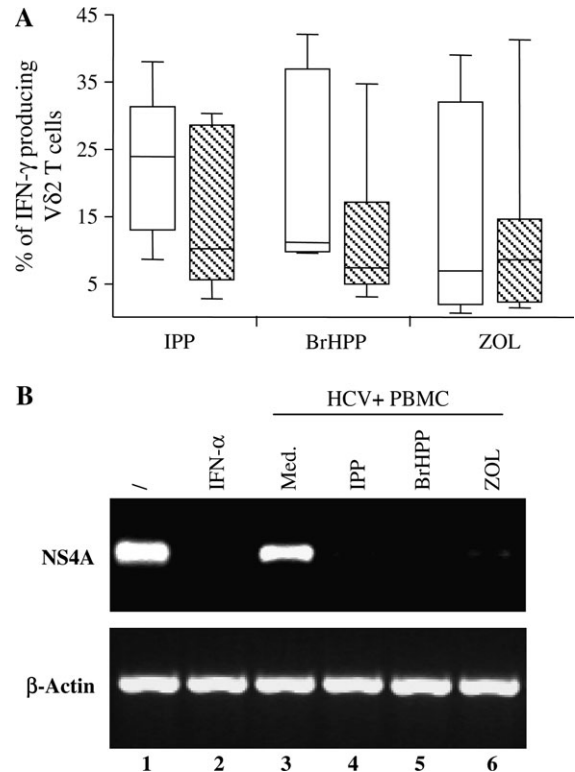 A
% of IFN-γ producing
Vδ2 T cells
45
35
25
15
5
IPP BrHPP ZOL
B
HCV+ PBMC
/ IFN-α Med. IPP BrHPP ZOL
NS4A
β-Actin
1 2 3 4 5 6